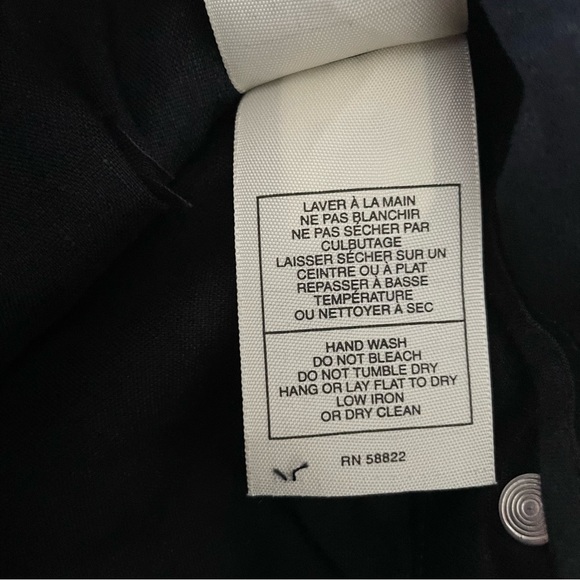 LAVER À LA MAIN
NE PAS BLANCHIR
NE PAS SÉCHER PAR
CULBUTAGE
LAISSER SÉCHER SUR UN
CEINTRE OU À PLAT
REPASSER À BASSE
TEMPÉRATURE
OU NETTOYER À SEC
HAND WASH
DO NOT BLEACH
DO NOT TUMBLE DRY
HANG OR LAY FLAT TO DRY
LOW IRON
OR DRY CLEAN
RN 58822